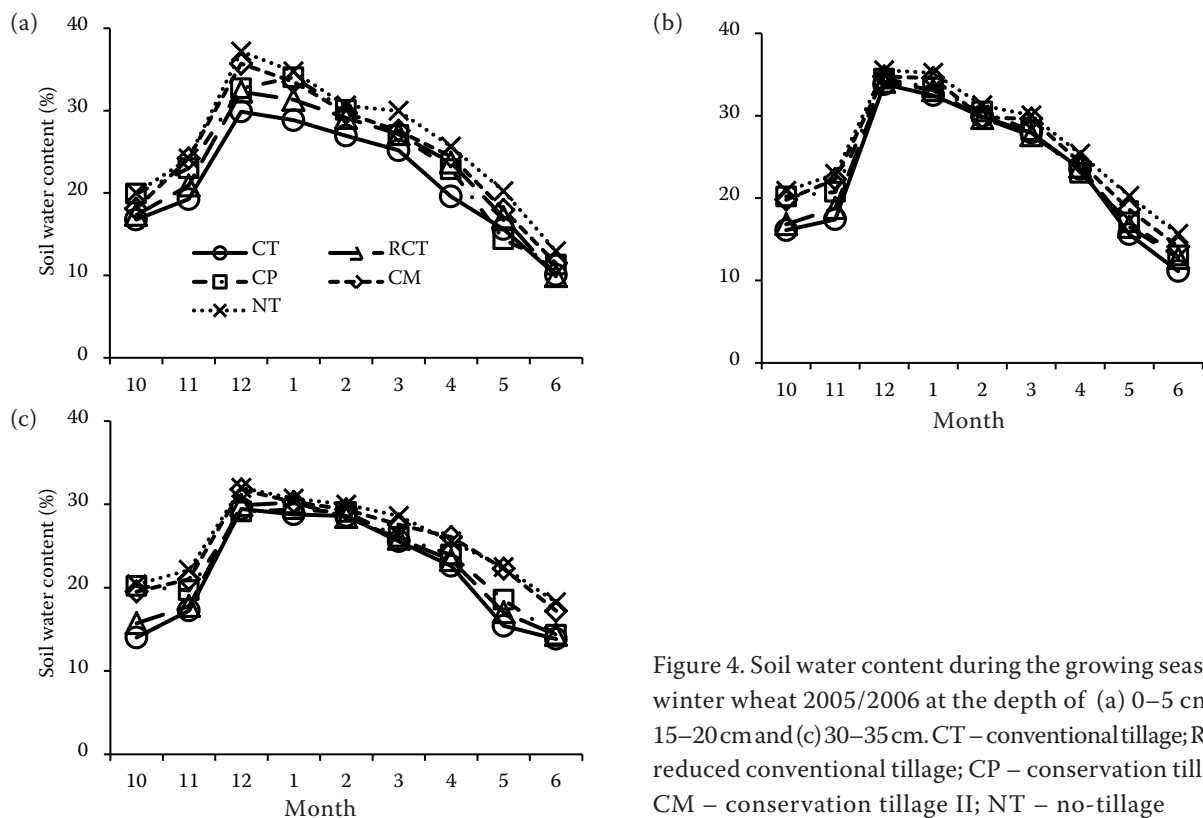 (a)
40
30
20
10
0
Soil water content (%)
CT
RCT
CP
CM
NT
10 11 12 1 2 3 4 5 6
(b)
40
30
20
10
0
10 11 12 1 2 3 4 5 6
Month
(c)
40
30
20
10
0
Soil water content (%)
10 11 12 1 2 3 4 5 6
Month
Figure 4. Soil water content during the growing seas
winter wheat 2005/2006 at the depth of (a) 0–5 cm
15–20 cm and (c) 30–35 cm. CT – conventional tillage; R
reduced conventional tillage; CP – conservation till
CM – conservation tillage II; NT – no-tillage